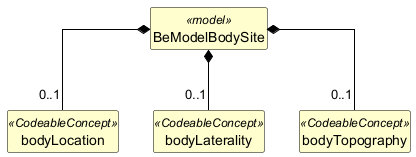 «model»
BeModelBodySite
0..1
0..1
0..1
«CodeableConcept»
bodyLocation
«CodeableConcept»
bodyLaterality
«CodeableConcept»
bodyTopography